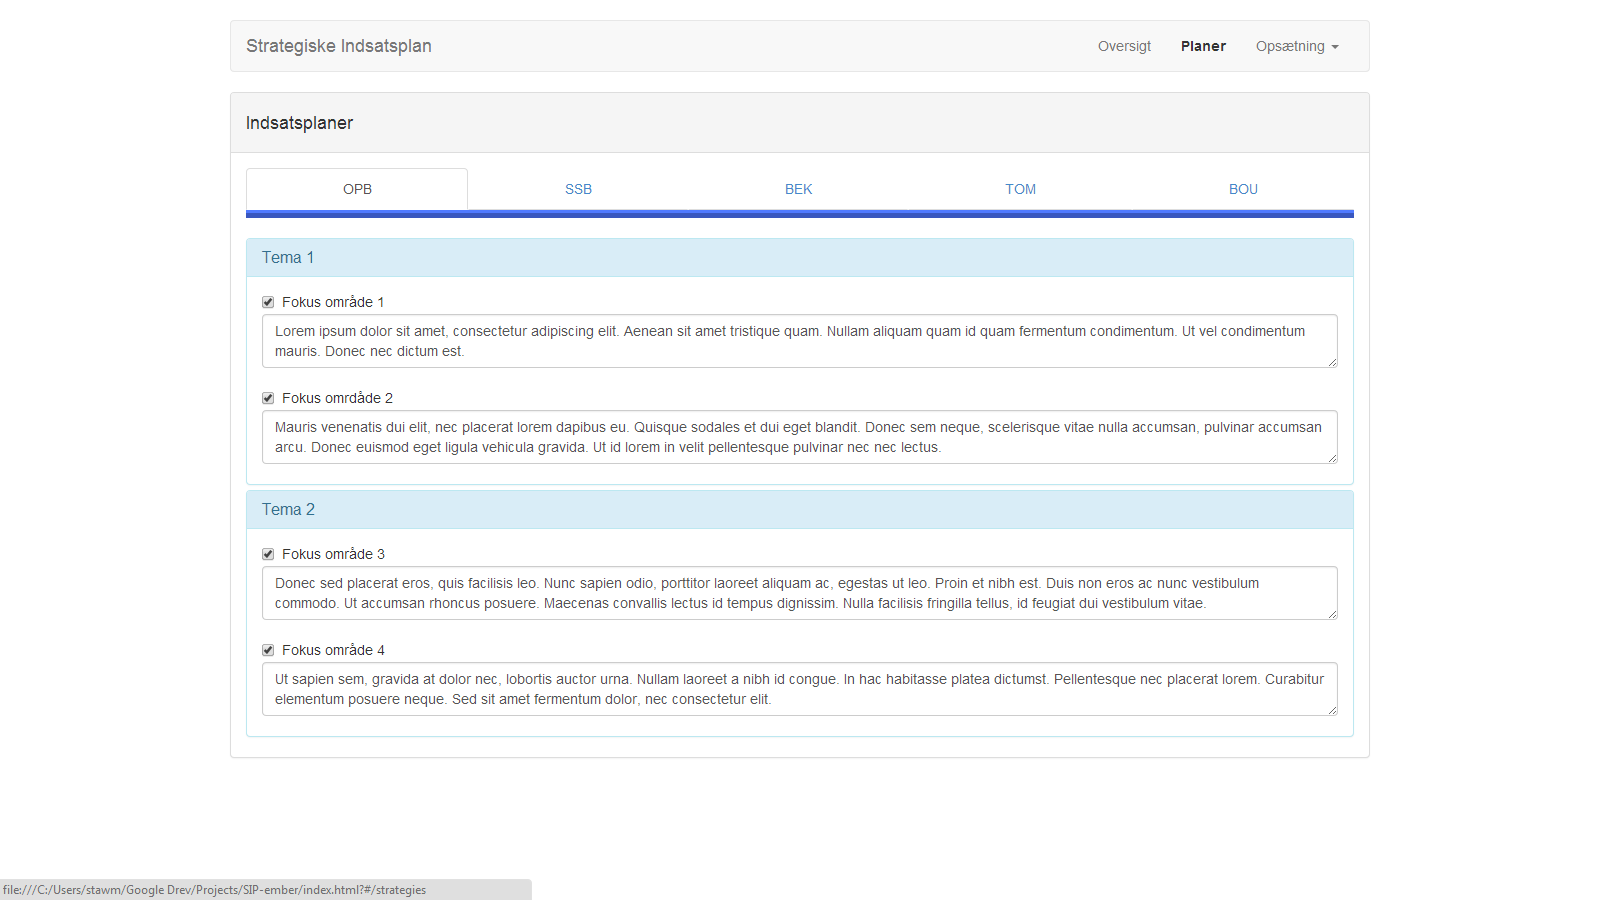 Strategiske Indsatsplan
Oversigt Planer Opsætning
Indsatsplaner
OPB SSB BEK TOM BOU
Tema 1
Fokus område 1
Lorem ipsum dolor sit amet, consectetur adipiscing elit. Aenean sit amet tristique quam. Nullam aliquam quam id quam fermentum condimentum. Ut vel condimentum
mauris. Donec nec dictum est.
Fokus omrdåde 2
Mauris venenatis dui elit, nec placerat lorem dapibus eu. Quisque sodales et dui eget blandit. Donec sem neque, scelerisque vitae nulla accumsan, pulvinar accumsan
arcu. Donec euismod eget ligula vehicula gravida. Ut id lorem in velit pellentesque pulvinar nec nec lectus.
Tema 2
Fokus område 3
Donec sed placerat eros, quis facilisis leo. Nunc sapien odio, porttitor laoreet aliquam ac, egestas ut leo. Proin et nibh est. Duis non eros ac nunc vestibulum
commodo. Ut accumsan rhoncus posuere. Maecenas convallis lectus id tempus dignissim. Nulla facilisis fringilla tellus, id feugiat dui vestibulum vitae.
Fokus område 4
Ut sapien sem, gravida at dolor nec, lobortis auctor urna. Nullam laoreet a nibh id congue. In hac habitasse platea dictumst. Pellentesque nec placerat lorem. Curabitur
elementum posuere neque. Sed sit amet fermentum dolor, nec consectetur elit.
file:///C:/Users/stawm/Google Drev/Projects/SIP-ember/index.html?#/strategies